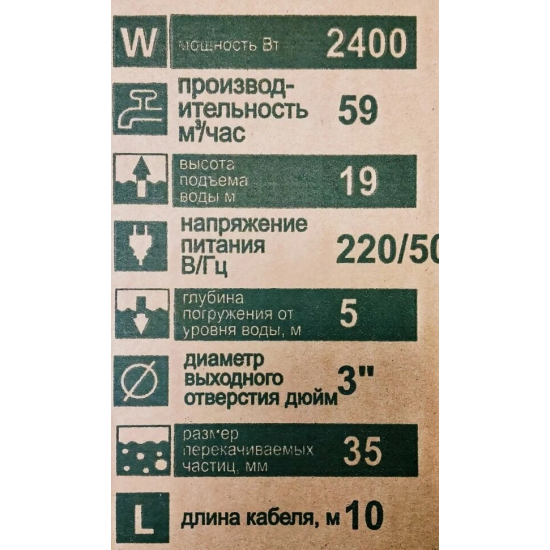 W мощность Вт 2400
производ-
ительность
м³/час 59
высота
подъема
воды м 19
напряжение
питания
В/Гц 220/50
глубина
погружения от
уровня воды, м 5
диаметр
выходного
отверстия дюйм 3"
размер
перекачиваемых
частиц, мм 35
L длина кабеля, м 10